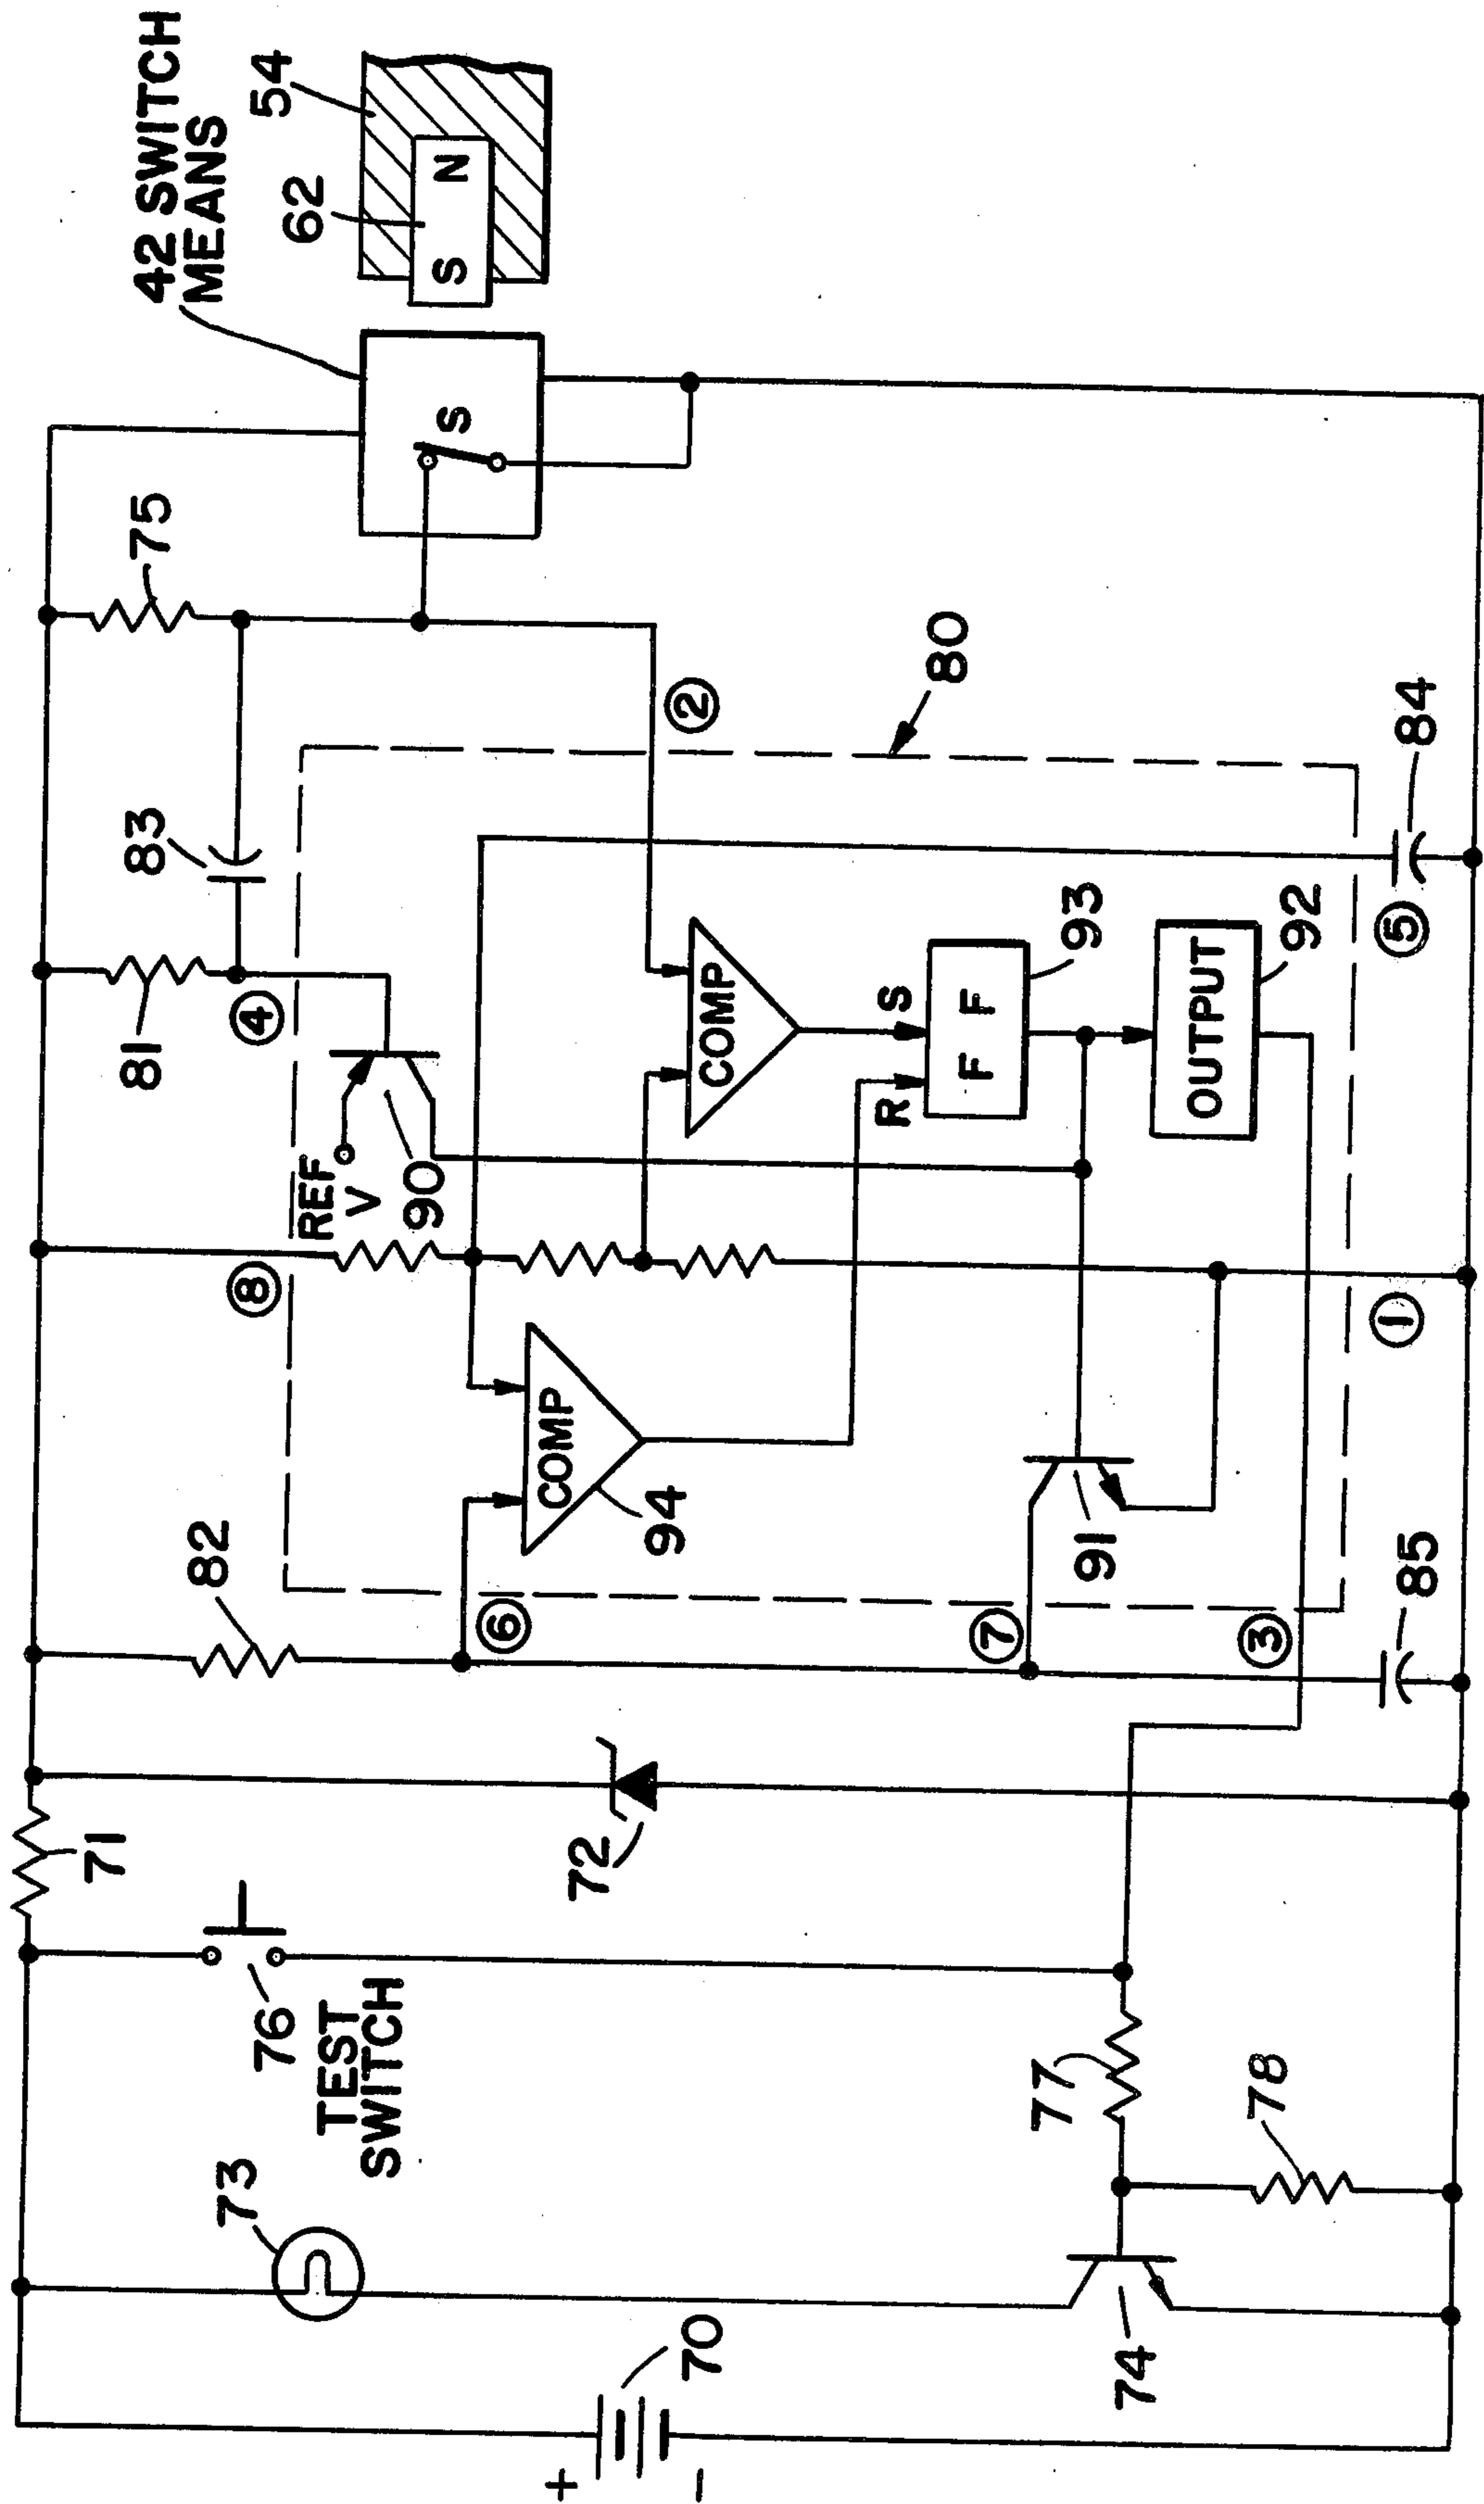 42 SWITCH
MEANS
54
62
S N
S
75
83
81
④
②
80
REF
V
90
⑧
COMP
COMP
94
S
R
F F
93
OUTPUT
92
84
⑤
①
82
⑥
91
⑦
③
85
71
72
76
TEST
SWITCH
77
78
73
74
70
+
-